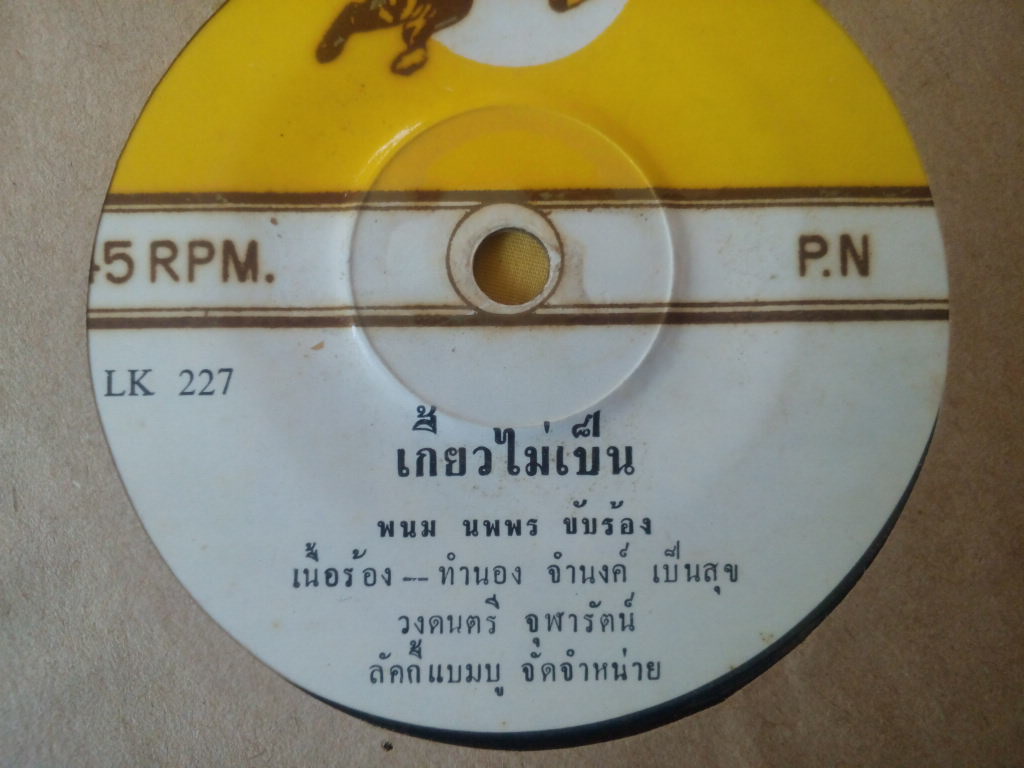 45 RPM. P.N
LK 227
เกี้ยวไม่เป็น
พนม นพพร ขับร้อง
เนื้อร้อง -- ทำนอง จำนงค์ เป็นสุข
วงดนตรี จุฬารัตน์
ลัคกี้แบมบู จัดจำหน่าย